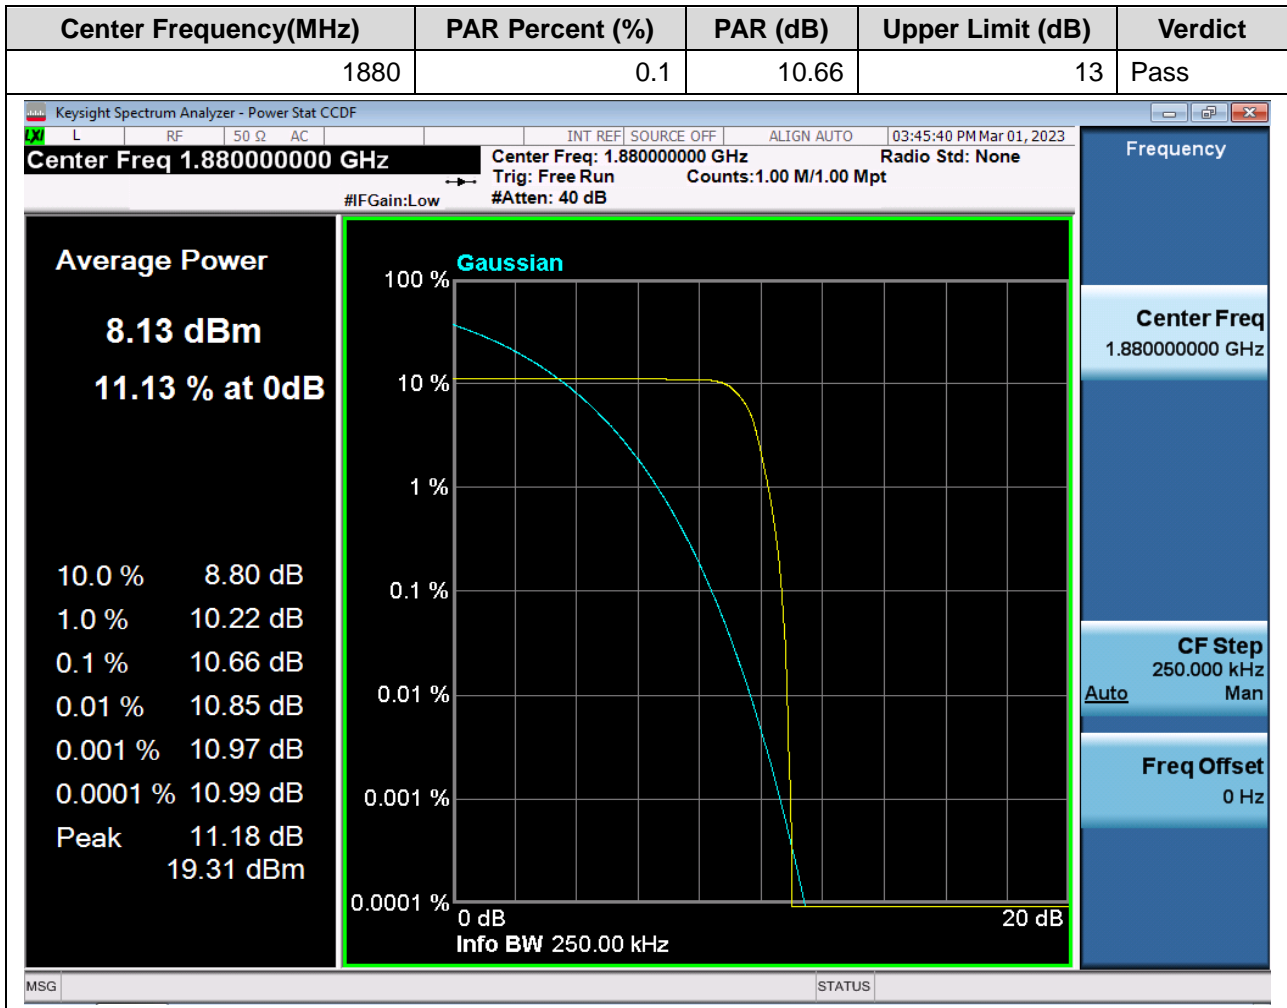 Center Frequency(MHz) PAR Percent (%) PAR (dB) Upper Limit (dB) Verdict
1880 0.1 10.66 13 Pass
Keysight Spectrum Analyzer - Power Stat CCDF
LXI L RF 50 Ω AC INT REF SOURCE OFF ALIGN AUTO 03:45:40 PM Mar 01, 2023
Center Freq 1.880000000 GHz
Center Freq: 1.880000000 GHz Radio Std: None
Trig: Free Run Counts:1.00 M/1.00 Mpt
#IFGain:Low #Atten: 40 dB
Average Power
8.13 dBm
11.13 % at 0dB
10.0 % 8.80 dB
1.0 % 10.22 dB
0.1 % 10.66 dB
0.01 % 10.85 dB
0.001 % 10.97 dB
0.0001 % 10.99 dB
Peak 11.18 dB
19.31 dBm
Gaussian
100 %
10 %
1 %
0.1 %
0.01 %
0.001 %
0.0001 %
0 dB 20 dB
Info BW 250.00 kHz
Frequency
Center Freq
1.880000000 GHz
CF Step
250.000 kHz
Auto Man
Freq Offset
0 Hz
MSG STATUS